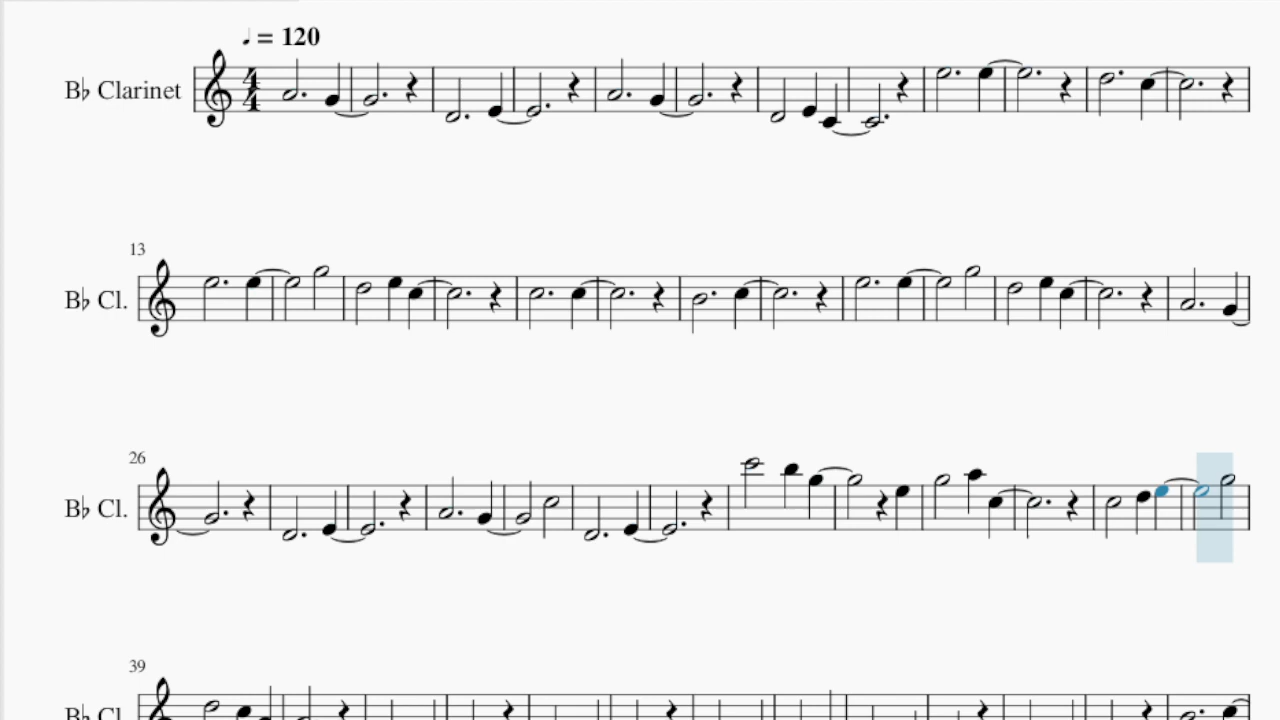 ♩ = 120
B♭ Clarinet
4
4
13
B♭ Cl.
26
B♭ Cl.
39
B♭ Cl.